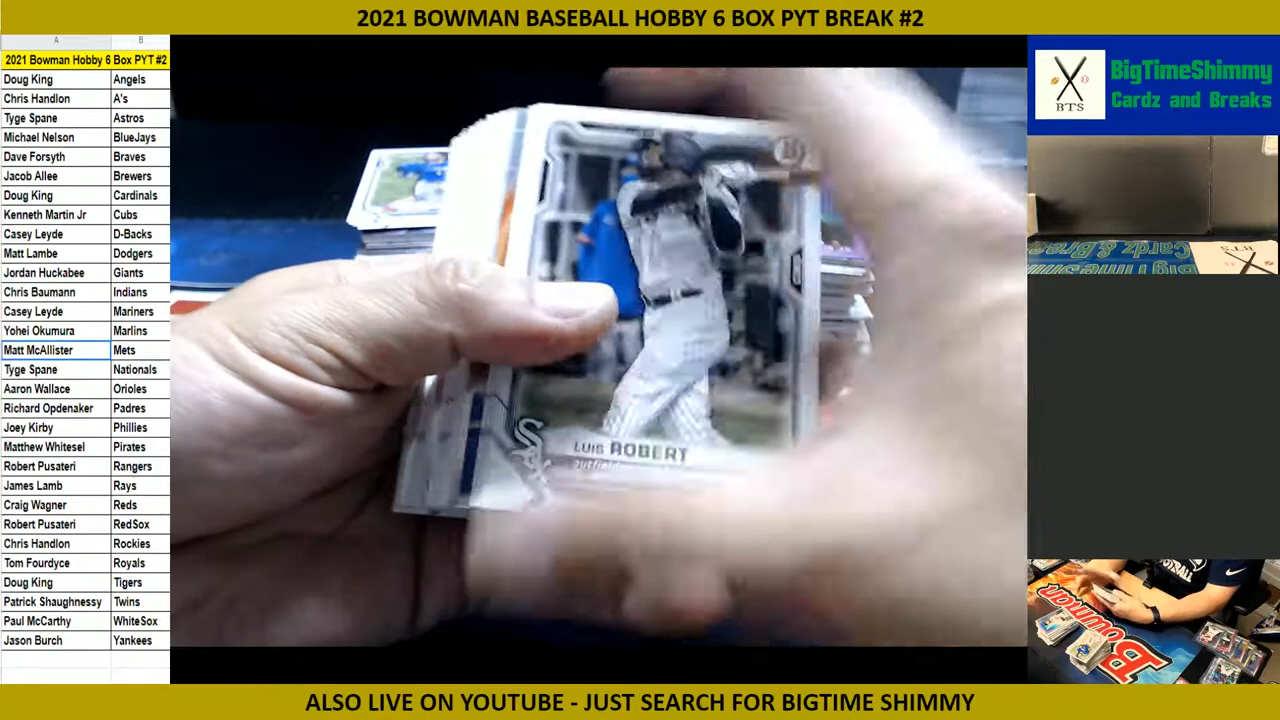 2021 BOWMAN BASEBALL HOBBY 6 BOX PYT BREAK #2
A B
2021 Bowman Hobby 6 Box PYT #2
Doug King Angels
Chris Handlon A's
Tyge Spane Astros
Michael Nelson BlueJays
Dave Forsyth Braves
Jacob Allee Brewers
Doug King Cardinals
Kenneth Martin Jr Cubs
Casey Leyde D-Backs
Matt Lambe Dodgers
Jordan Huckabee Giants
Chris Baumann Indians
Casey Leyde Mariners
Yohei Okumura Marlins
Matt McAllister Mets
Tyge Spane Nationals
Aaron Wallace Orioles
Richard Opdenaker Padres
Joey Kirby Phillies
Matthew Whitesel Pirates
Robert Pusateri Rangers
James Lamb Rays
Craig Wagner Reds
Robert Pusateri RedSox
Chris Handlon Rockies
Tom Fourdyce Royals
Doug King Tigers
Patrick Shaughnessy Twins
Paul McCarthy WhiteSox
Jason Burch Yankees
LUIS ROBERT
outfielder
BTS
BigTimeShimmy
Cardz and Breaks
BTS
Cardz & Breaks
BigTimeShimmy
Bowman
ALSO LIVE ON YOUTUBE - JUST SEARCH FOR BIGTIME SHIMMY